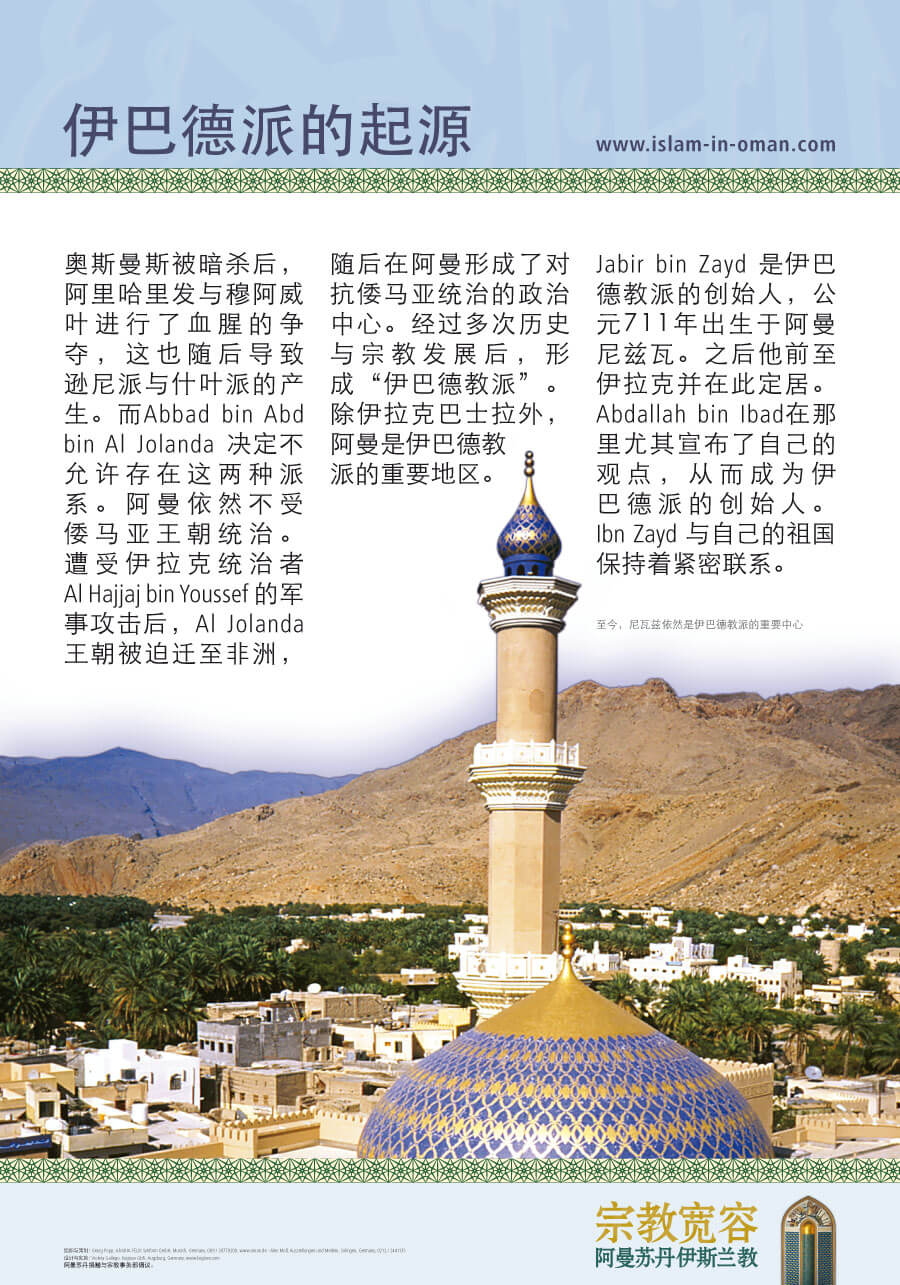 伊巴德派的起源
www.islam-in-oman.com
奥斯曼斯被暗杀后，
阿里哈里发与穆阿威
叶进行了血腥的争
夺，这也随后导致
逊尼派与什叶派的产
生。而Abbad bin Abd
bin Al Jolanda 决定不
允许存在这两种派
系。阿曼依然不受
倭马亚王朝统治。
遭受伊拉克统治者
Al Hajjaj bin Youssef 的军
事攻击后，Al Jolanda
王朝被迫迁至非洲，
随后在阿曼形成了对
抗倭马亚统治的政治
中心。经过多次历史
与宗教发展后，形
成“伊巴德教派”。
除伊拉克巴士拉外，
阿曼是伊巴德教
派的重要地区。
Jabir bin Zayd 是伊巴
德教派的创始人，公
元711年出生于阿曼
尼兹瓦。之后他前至
伊拉克并在此定居。
Abdallah bin Ibad在那
里尤其宣布了自己的
观点，从而成为伊
巴德派的创始人。
Ibn Zayd 与自己的祖国
保持着紧密联系。
至今，尼瓦兹依然是伊巴德教派的重要中心
宗教宽容
阿曼苏丹伊斯兰教